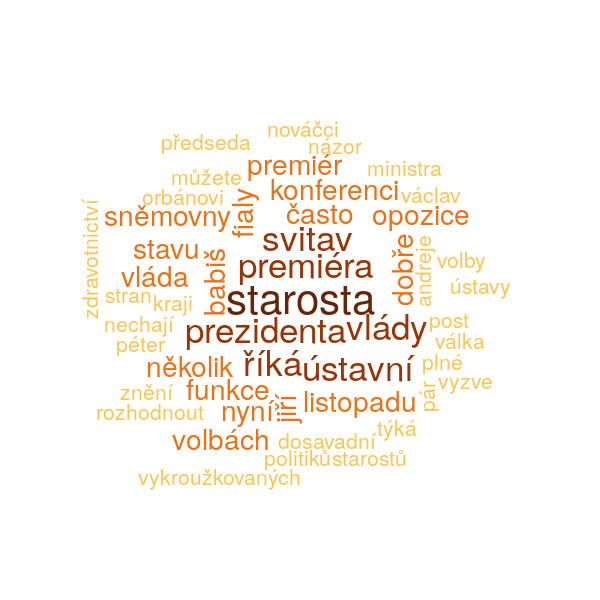 nováčci
předseda
názor
premiér
ministra
můžete
konferenci
orbánovi
václav
zdravotnictví
sněmovny
fialy
často
opozice
svitav
stavu
dobře
andreje
volby
babiš
premiéra
vláda
ústavy
stran
starosta
kraji
nechají
prezidenta
vlády
post
péter
válka
několik
říká
ústavní
plné
vyzve
znění
funkce
pár
rozhodnout
nyní
jiří
listopadu
týká
volbách
dosavadní
politiků
starostů
vykroužkovaných